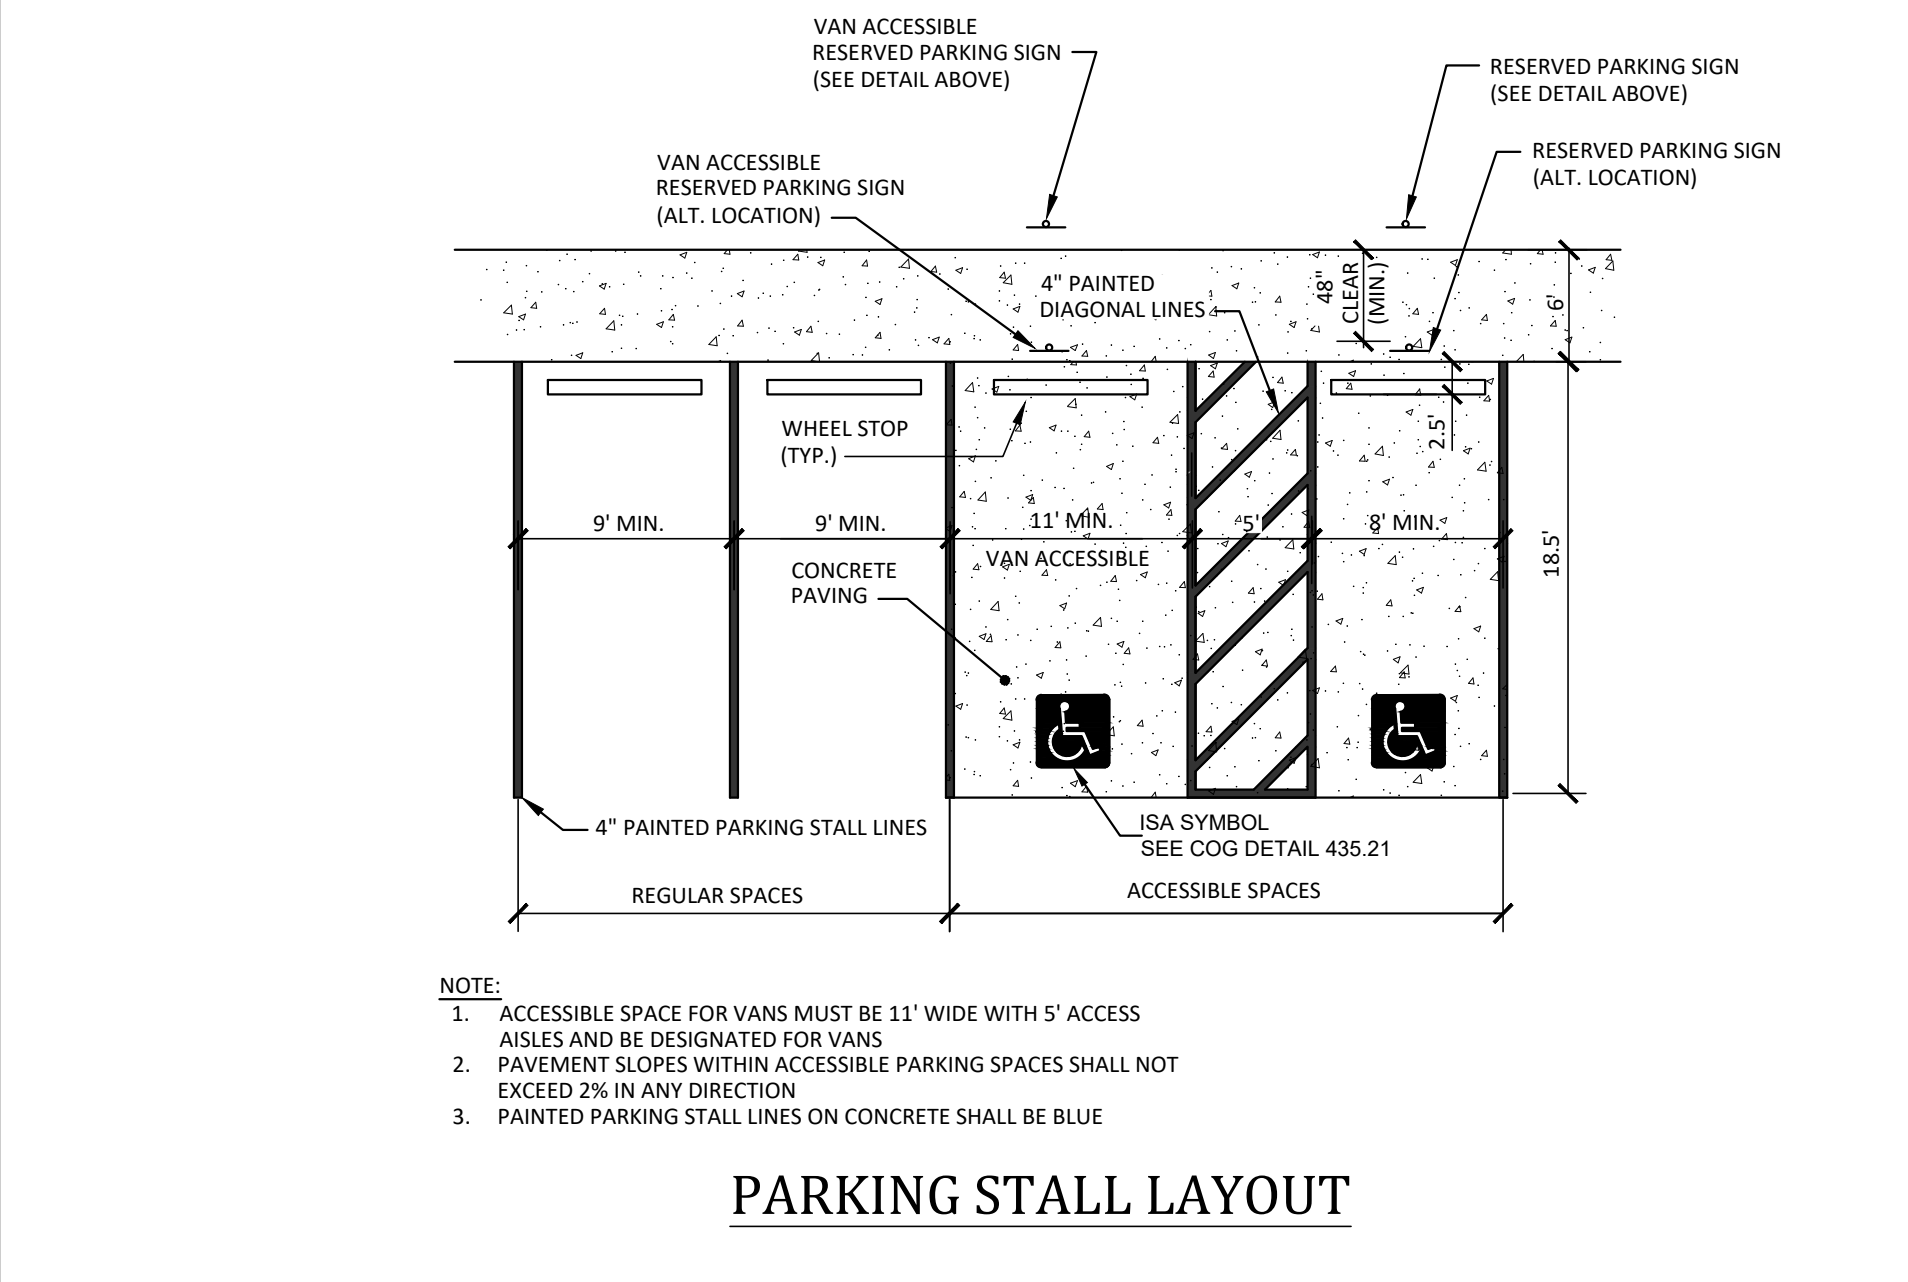 VAN ACCESSIBLE
RESERVED PARKING SIGN
(SEE DETAIL ABOVE)
RESERVED PARKING SIGN
(SEE DETAIL ABOVE)
VAN ACCESSIBLE
RESERVED PARKING SIGN
(ALT. LOCATION)
RESERVED PARKING SIGN
(ALT. LOCATION)
4" PAINTED
DIAGONAL LINES
48"
CLEAR
(MIN.)
6'
WHEEL STOP
(TYP.)
2.5'
9' MIN.
9' MIN.
11' MIN.
5'
8' MIN.
VAN ACCESSIBLE
18.5'
CONCRETE
PAVING
4" PAINTED PARKING STALL LINES
ISA SYMBOL
SEE COG DETAIL 435.21
REGULAR SPACES
ACCESSIBLE SPACES
NOTE:
1. ACCESSIBLE SPACE FOR VANS MUST BE 11' WIDE WITH 5' ACCESS
AISLES AND BE DESIGNATED FOR VANS
2. PAVEMENT SLOPES WITHIN ACCESSIBLE PARKING SPACES SHALL NOT
EXCEED 2% IN ANY DIRECTION
3. PAINTED PARKING STALL LINES ON CONCRETE SHALL BE BLUE
PARKING STALL LAYOUT